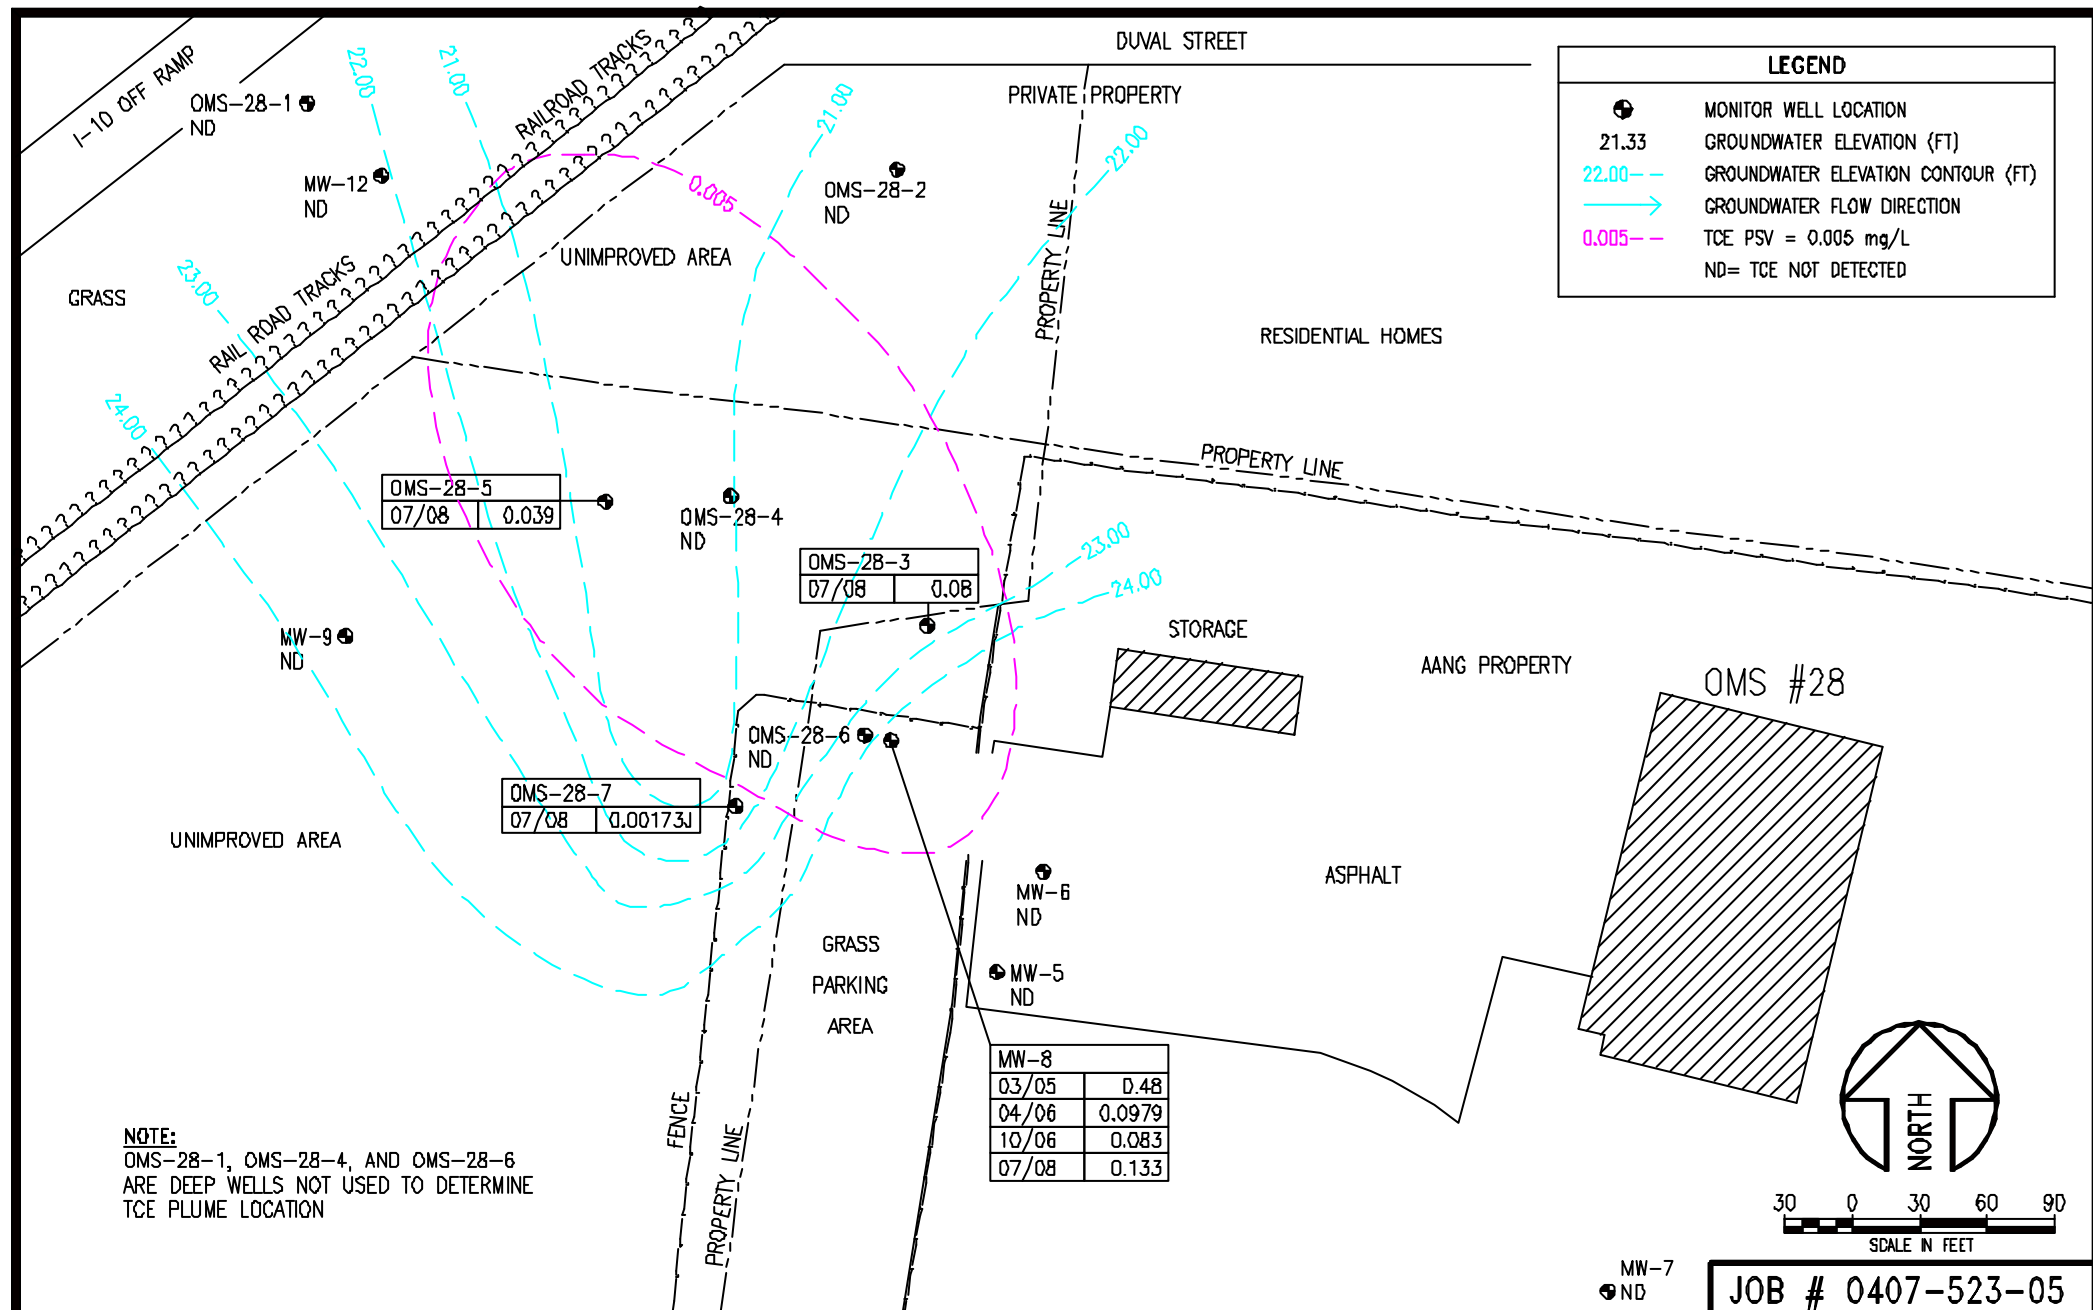 DUVAL STREET
I-10 OFF RAMP
22.00
21.00
RAILROAD TRACKS
21.00
PRIVATE PROPERTY
22.00
LEGEND
MONITOR WELL LOCATION
21.33 GROUNDWATER ELEVATION (FT)
22.00-- GROUNDWATER ELEVATION CONTOUR (FT)
GROUNDWATER FLOW DIRECTION
0.005-- TCE PSV = 0.005 mg/L
ND= TCE NOT DETECTED
OMS-28-1
ND
MW-12
ND
0.005
OMS-28-2
ND
PROPERTY LINE
UNIMPROVED AREA
23.00
GRASS
RAIL ROAD TRACKS
RESIDENTIAL HOMES
24.00
PROPERTY LINE
OMS-28-5
07/08 0.039
OMS-28-4
ND
OMS-28-3
07/08 0.08
23.00
24.00
MW-9
ND
STORAGE
AANG PROPERTY
OMS #28
OMS-28-6
ND
OMS-28-7
07/08 0.00173J
UNIMPROVED AREA
MW-6
ND
ASPHALT
GRASS
PARKING
AREA
MW-5
ND
MW-8
03/05 0.48
04/06 0.0979
10/06 0.083
07/08 0.133
FENCE
PROPERTY LINE
NOTE:
OMS-28-1, OMS-28-4, AND OMS-28-6
ARE DEEP WELLS NOT USED TO DETERMINE
TCE PLUME LOCATION
NORTH
30 0 30 60 90
SCALE IN FEET
MW-7
ND
JOB # 0407-523-05